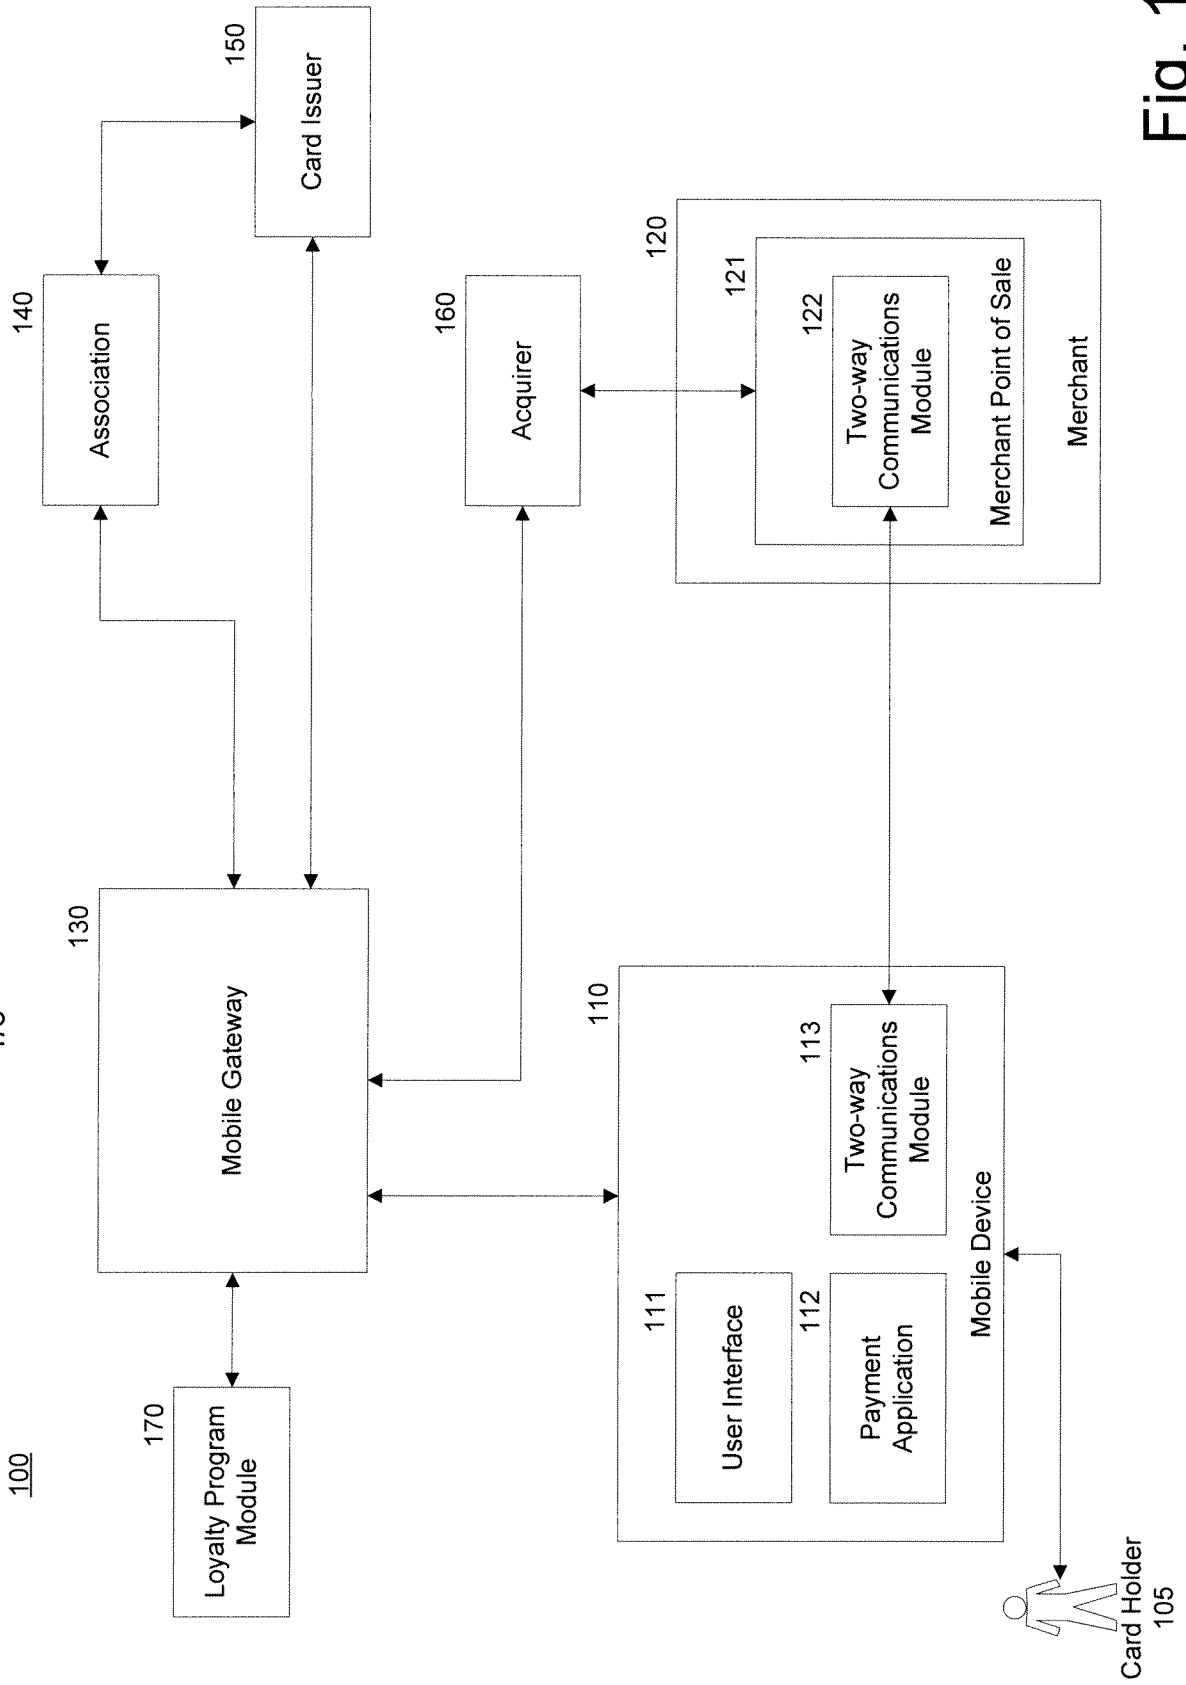 100
140
130
Association
170
150
Loyalty Program
Module
Mobile Gateway
Card Issuer
160
Acquirer
110
120
111
121
User Interface
112
113
122
Payment
Application
Two-way
Communications
Module
Two-way
Communications
Module
Mobile Device
Merchant Point of Sale
Merchant
Card Holder
105
Fig. 1